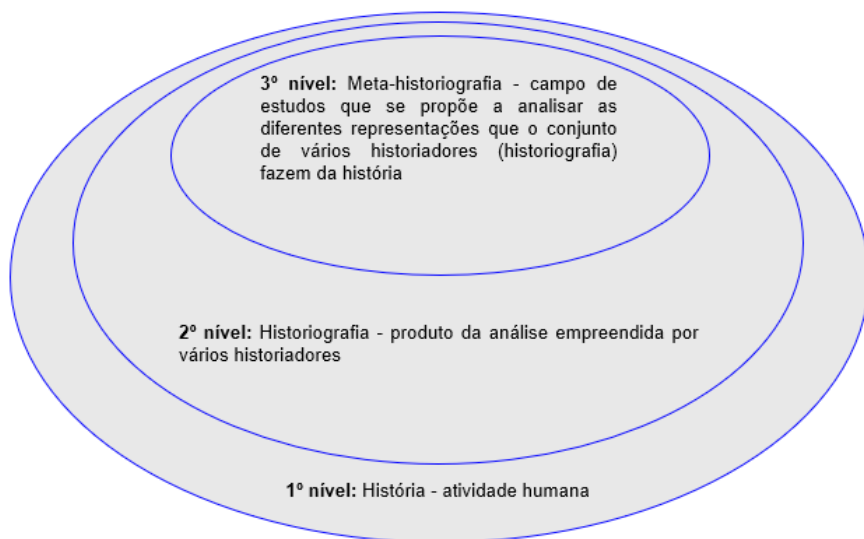 3º nível: Meta-historiografia - campo de
estudos que se propõe a analisar as
diferentes representações que o conjunto
de vários historiadores (historiografia)
fazem da história
2º nível: Historiografia - produto da análise empreendida por
vários historiadores
1º nível: História - atividade humana